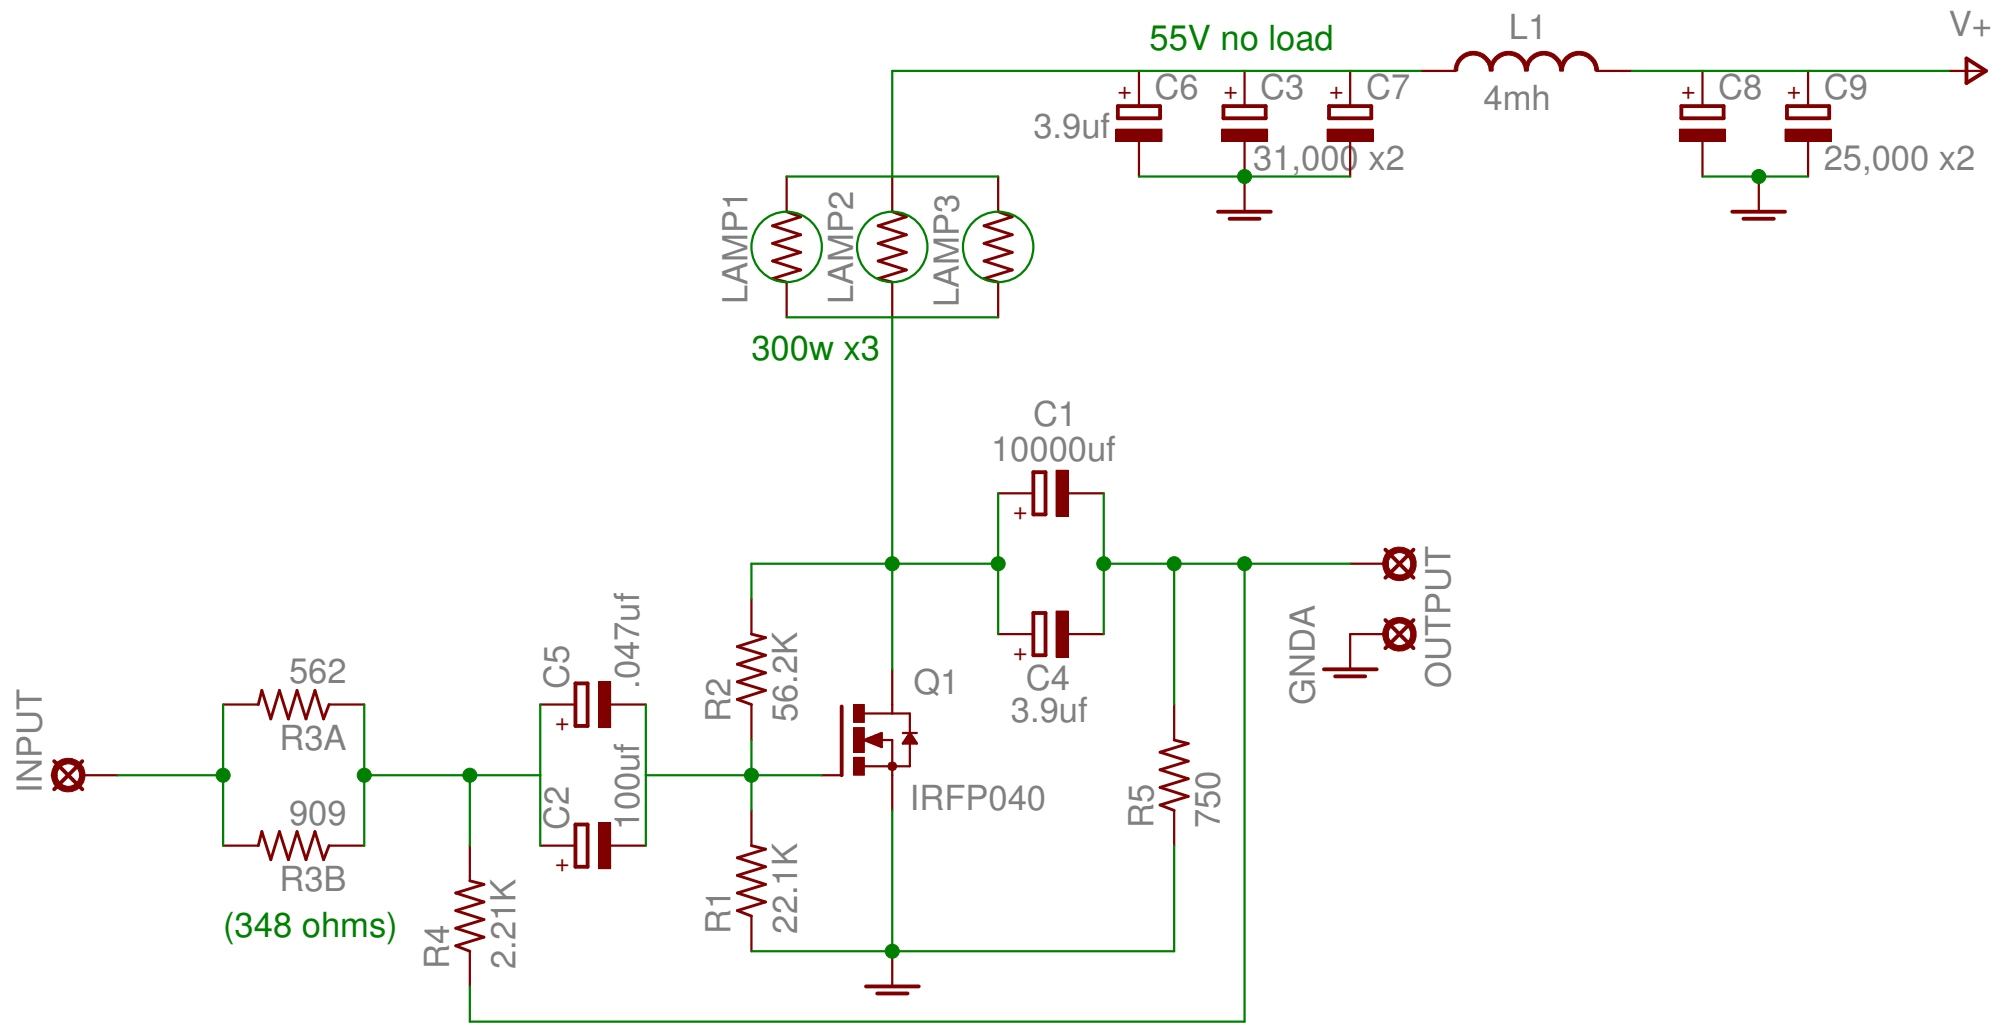 55V no load
L1
V+
C6
C3
C7
4mh
C8
C9
3.9uf
31,000 x2
25,000 x2
+
+
+
+
+
LAMP1
LAMP2
LAMP3
300w x3
C1
10000uf
+
+
C4
3.9uf
OUTPUT
GNDA
INPUT
562
R3A
909
R3B
(348 ohms)
R4
2.21K
C5
.047uf
+
C2
100uf
+
R2
56.2K
R1
22.1K
Q1
IRFP040
R5
750